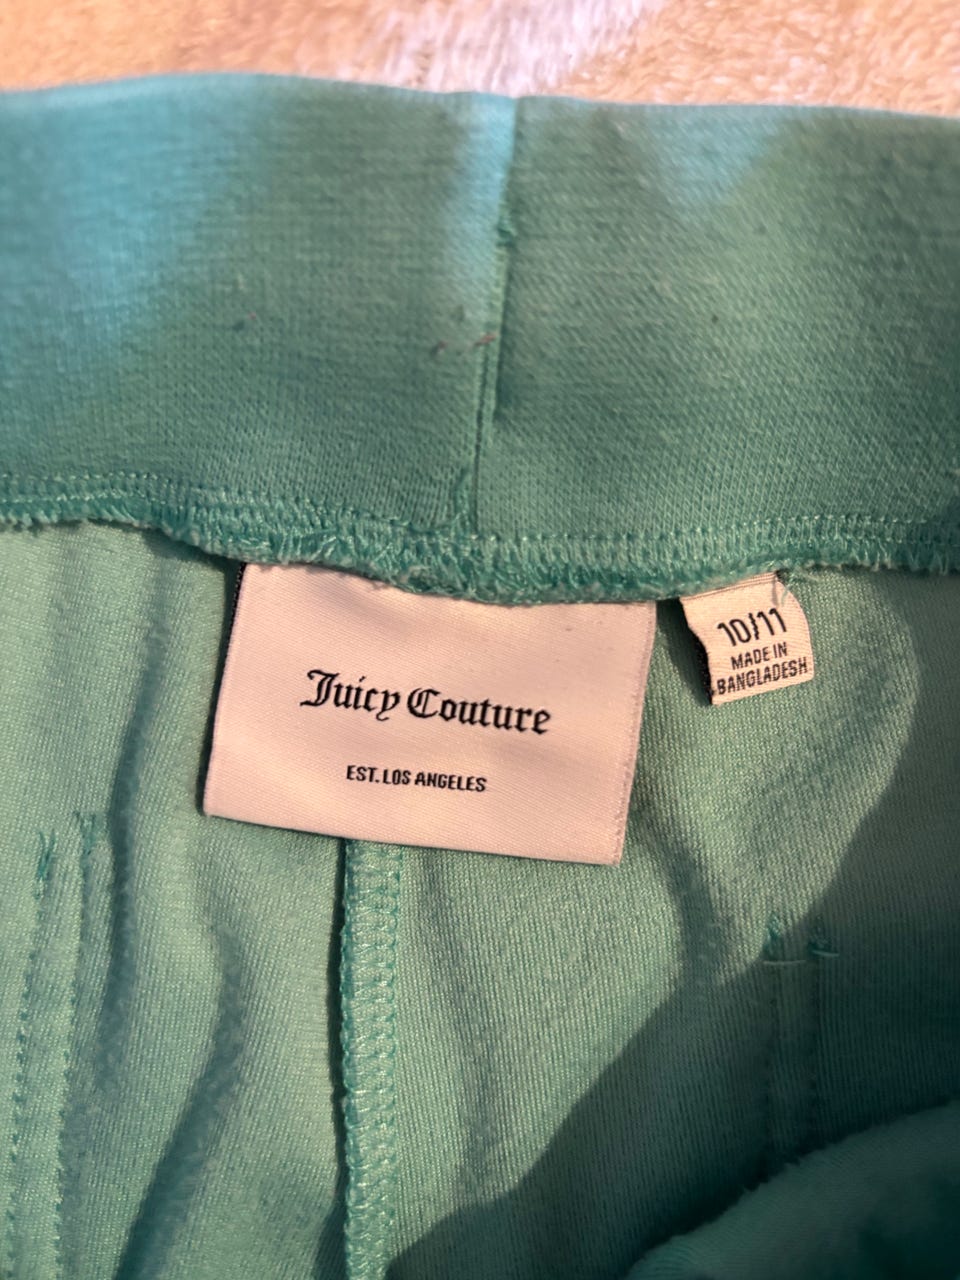 Juicy Couture
EST. LOS ANGELES
10/11
MADE IN
BANGLADESH